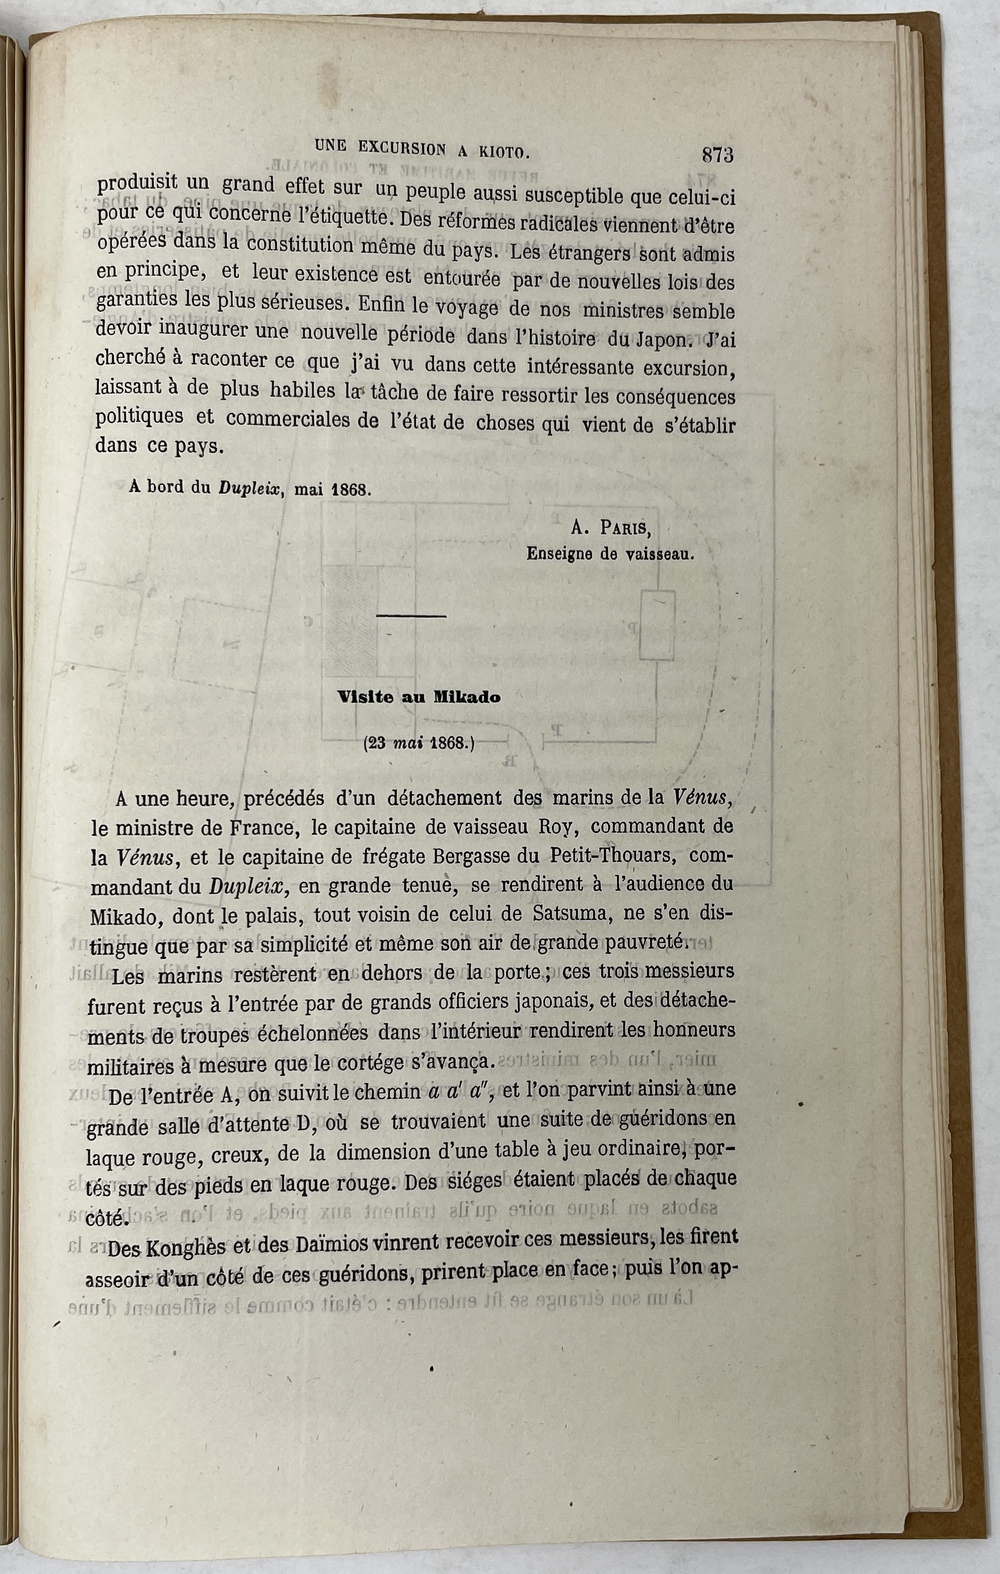 UNE EXCURSION A KIOTO. 873
produisit un grand effet sur un peuple aussi susceptible que celui-ci
pour ce qui concerne l'étiquette. Des réformes radicales viennent d'être
opérées dans la constitution même du pays. Les étrangers sont admis
en principe, et leur existence est entourée par de nouvelles lois des
garanties les plus sérieuses. Enfin le voyage de nos ministres semble
devoir inaugurer une nouvelle période dans l'histoire du Japon. J'ai
cherché à raconter ce que j'ai vu dans cette intéressante excursion,
laissant à de plus habiles la tâche de faire ressortir les conséquences
politiques et commerciales de l'état de choses qui vient de s'établir
dans ce pays.
A bord du Dupleix, mai 1868.
A. PARIS,
Enseigne de vaisseau.
Visite au Mikado
(23 mai 1868.)
A une heure, précédés d'un détachement des marins de la Vénus,
le ministre de France, le capitaine de vaisseau Roy, commandant de
la Vénus, et le capitaine de frégate Bergasse du Petit-Thouars, com-
mandant du Dupleix, en grande tenue, se rendirent à l'audience du
Mikado, dont le palais, tout voisin de celui de Satsuma, ne s'en dis-
tingue que par sa simplicité et même son air de grande pauvreté.
Les marins restèrent en dehors de la porte; ces trois messieurs
furent reçus à l'entrée par de grands officiers japonais, et des détache-
ments de troupes échelonnées dans l'intérieur rendirent les honneurs
militaires à mesure que le cortége s'avança.
De l'entrée A, on suivit le chemin a a' a", et l'on parvint ainsi à une
grande salle d'attente D, où se trouvaient une suite de guéridons en
laque rouge, creux, de la dimension d'une table à jeu ordinaire, por-
tés sur des pieds en laque rouge. Des siéges étaient placés de chaque
côté.
Des Konghès et des Daïmios vinrent recevoir ces messieurs, les firent
asseoir d'un côté de ces guéridons, prirent place en face; puis l'on ap-